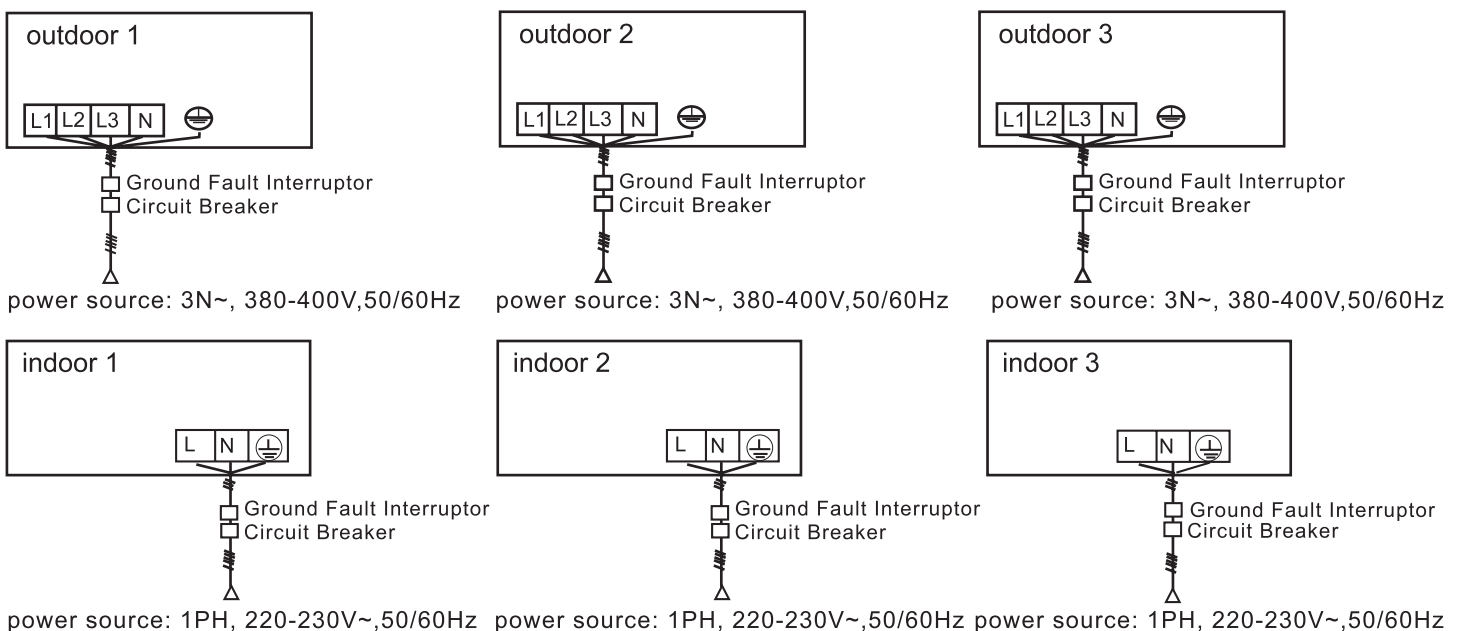 outdoor 1
L1 L2 L3 N
Ground Fault Interruptor
Circuit Breaker
power source: 3N~, 380-400V,50/60Hz
outdoor 2
L1 L2 L3 N
Ground Fault Interruptor
Circuit Breaker
power source: 3N~, 380-400V,50/60Hz
outdoor 3
L1 L2 L3 N
Ground Fault Interruptor
Circuit Breaker
power source: 3N~, 380-400V,50/60Hz
indoor 1
L N
Ground Fault Interruptor
Circuit Breaker
power source: 1PH, 220-230V~,50/60Hz
indoor 2
L N
Ground Fault Interruptor
Circuit Breaker
power source: 1PH, 220-230V~,50/60Hz
indoor 3
L N
Ground Fault Interruptor
Circuit Breaker
power source: 1PH, 220-230V~,50/60Hz